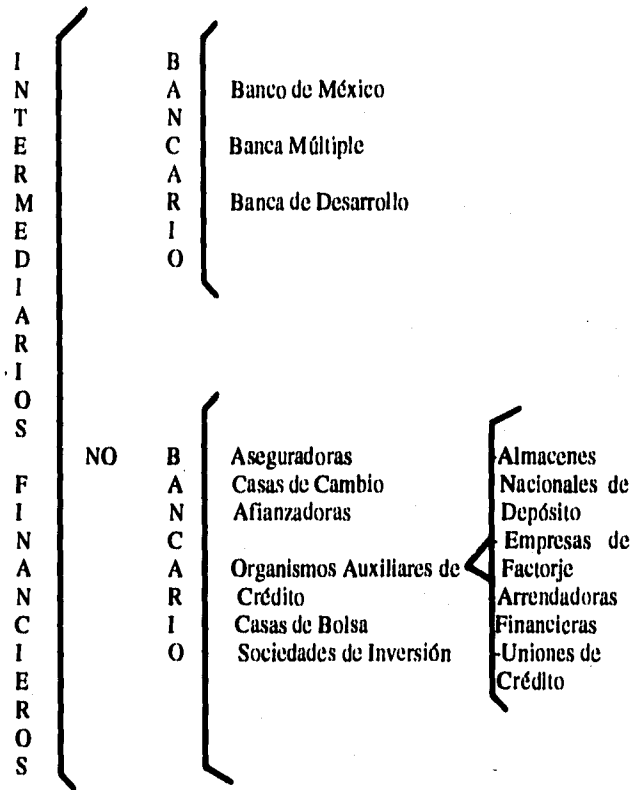 INTERMEDIARIOS FINANCIEROS
BANCARIO
Banco de México
Banca Múltiple
Banca de Desarrollo
NO BANCARIO
Aseguradoras
Casas de Cambio
Afianzadoras
Organismos Auxiliares de
Crédito
Casas de Bolsa
Sociedades de Inversión
-Almacenes
Nacionales de
Depósito
- Empresas de
Factorje
Arrendadoras
Financieras
-Uniones de
Crédito